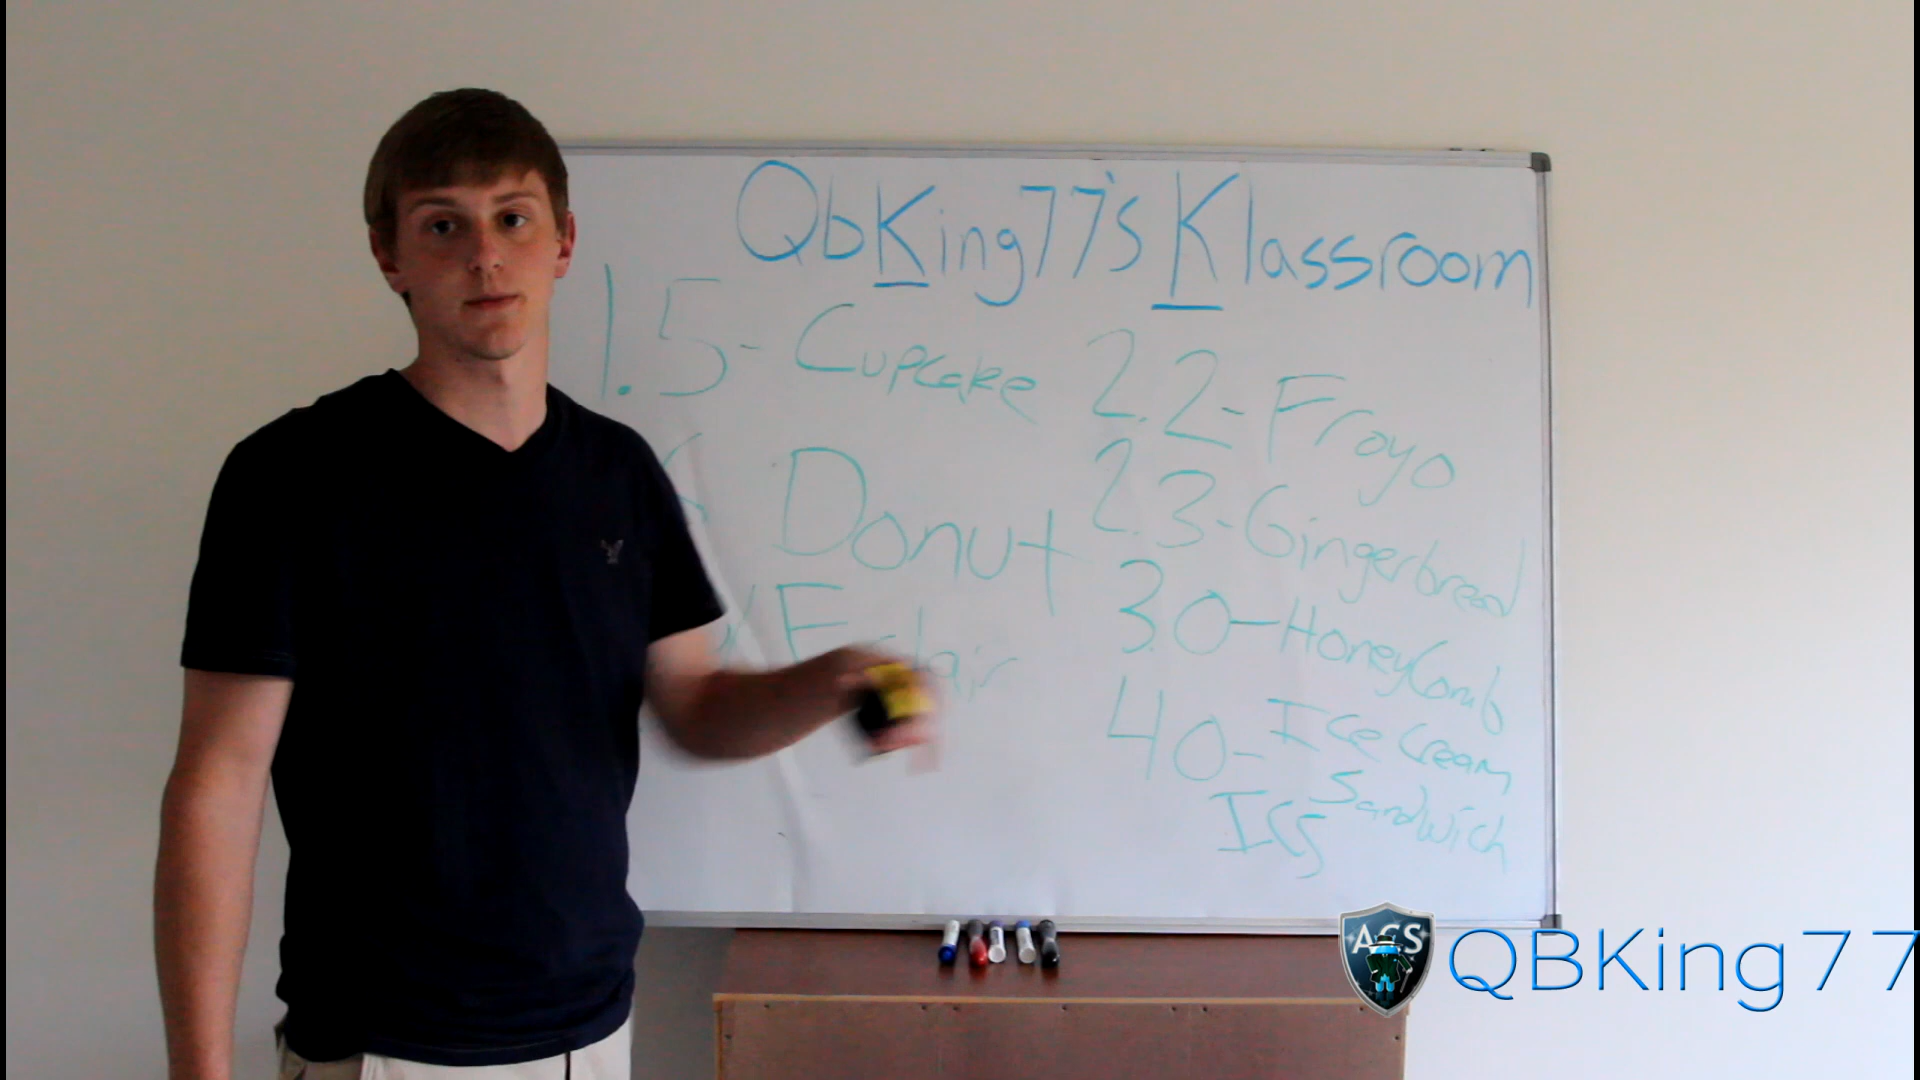 QbKing77's Klassroom
1.5- Cupcake
Donut
2.2- Froyo
2.3- Gingerbread
3.0- HoneyComb
4.0- Ice Cream
Sandwich
ICS
ACS
QBKing77